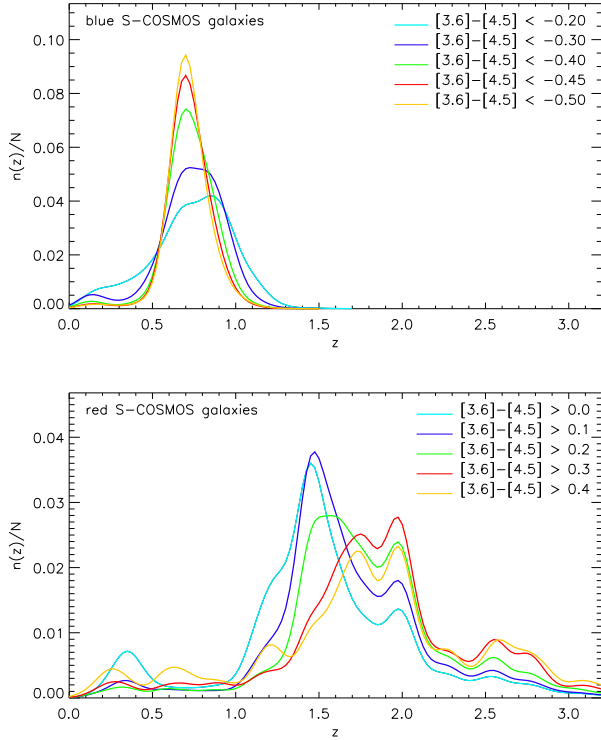 blue S-COSMOS galaxies
[3.6]-[4.5] < -0.20
[3.6]-[4.5] < -0.30
[3.6]-[4.5] < -0.40
[3.6]-[4.5] < -0.45
[3.6]-[4.5] < -0.50
0.10
0.08
0.06
0.04
0.02
0.00
n(z)/N
0.0 0.5 1.0 1.5 2.0 2.5 3.0
z
red S-COSMOS galaxies
[3.6]-[4.5] > 0.0
[3.6]-[4.5] > 0.1
[3.6]-[4.5] > 0.2
[3.6]-[4.5] > 0.3
[3.6]-[4.5] > 0.4
0.04
0.03
0.02
0.01
0.00
n(z)/N
0.0 0.5 1.0 1.5 2.0 2.5 3.0
z